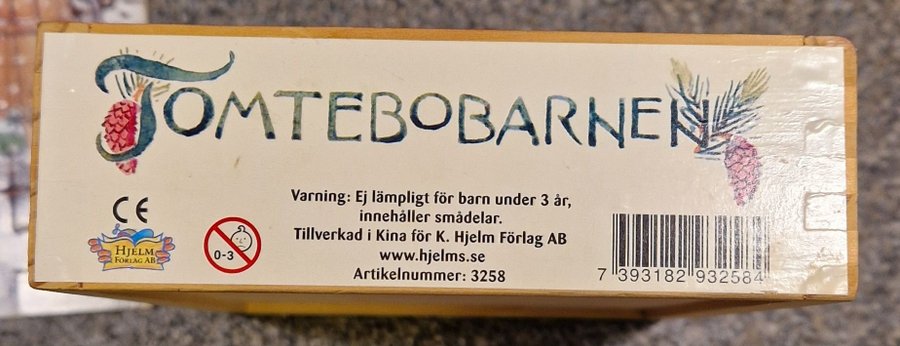 TOMTEBOBARNEN
Varning: Ej lämpligt för barn under 3 år,
innehåller smådelar.
Tillverkad i Kina för K. Hjelm Förlag AB
www.hjelms.se
Artikelnummer: 3258
CE
HJELM
FÖRLAG AB
0-3
7 393182 932584